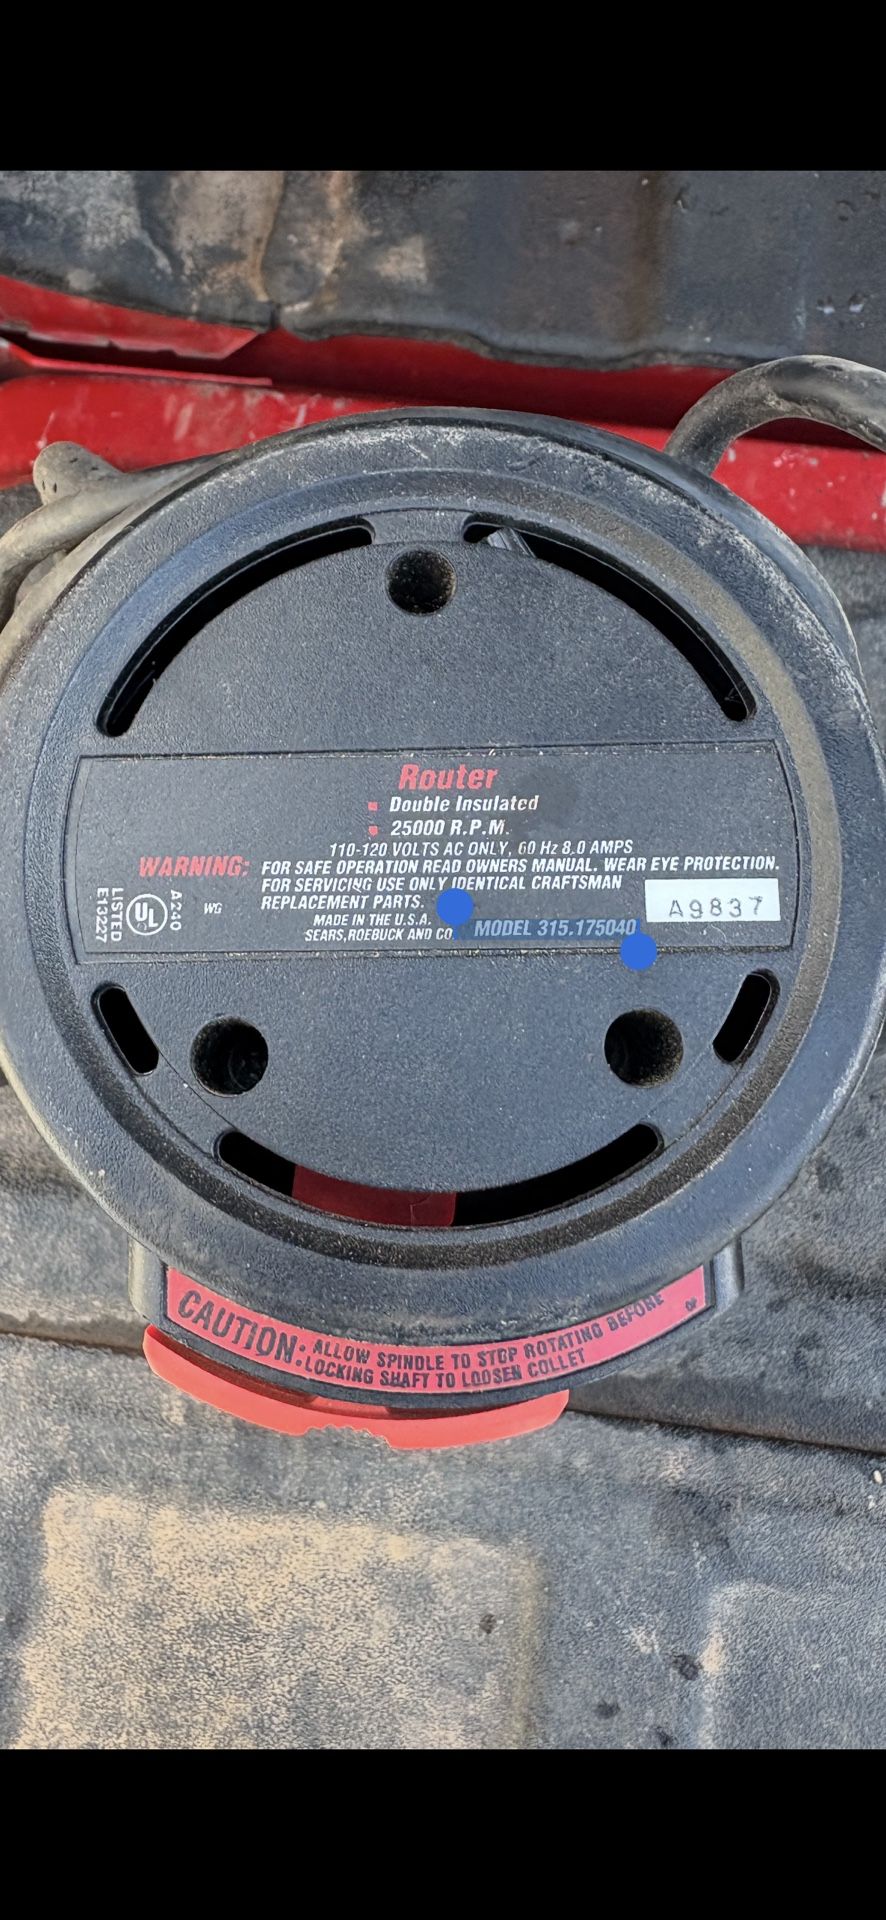 Router
Double Insulated
25000 R.P.M.
110-120 VOLTS AC ONLY, 60 Hz 8.0 AMPS
WARNING: FOR SAFE OPERATION READ OWNERS MANUAL. WEAR EYE PROTECTION.
FOR SERVICING USE ONLY IDENTICAL CRAFTSMAN
REPLACEMENT PARTS.
MADE IN THE U.S.A.
SEARS,ROEBUCK AND CO. MODEL 315.175040
A9837
LISTED
E13227
UL
A240
WG
CAUTION: ALLOW SPINDLE TO STOP ROTATING BEFORE
LOCKING SHAFT TO LOOSEN COLLET